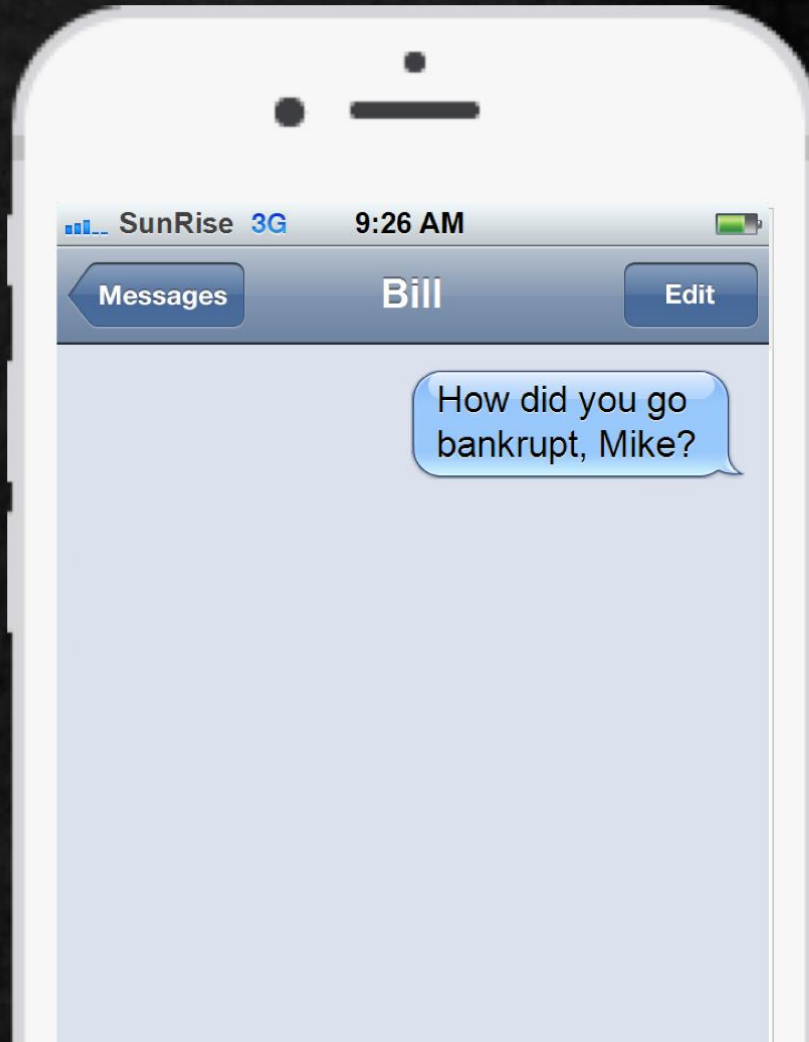 SunRise 3G 9:26 AM
Messages Bill Edit
How did you go
bankrupt, Mike?